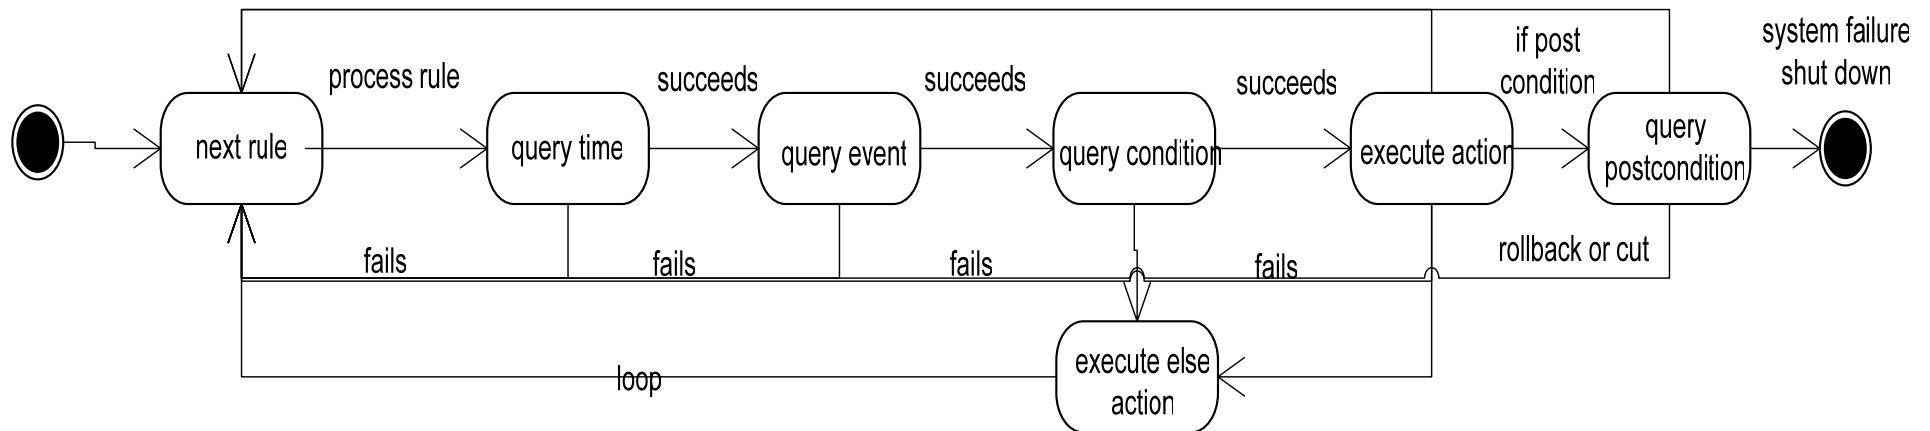 system failure
shut down
if post
condition
process rule
succeeds
succeeds
succeeds
next rule
query time
query event
query condition
execute action
query
postcondition
fails
fails
fails
fails
rollback or cut
execute else
action
loop